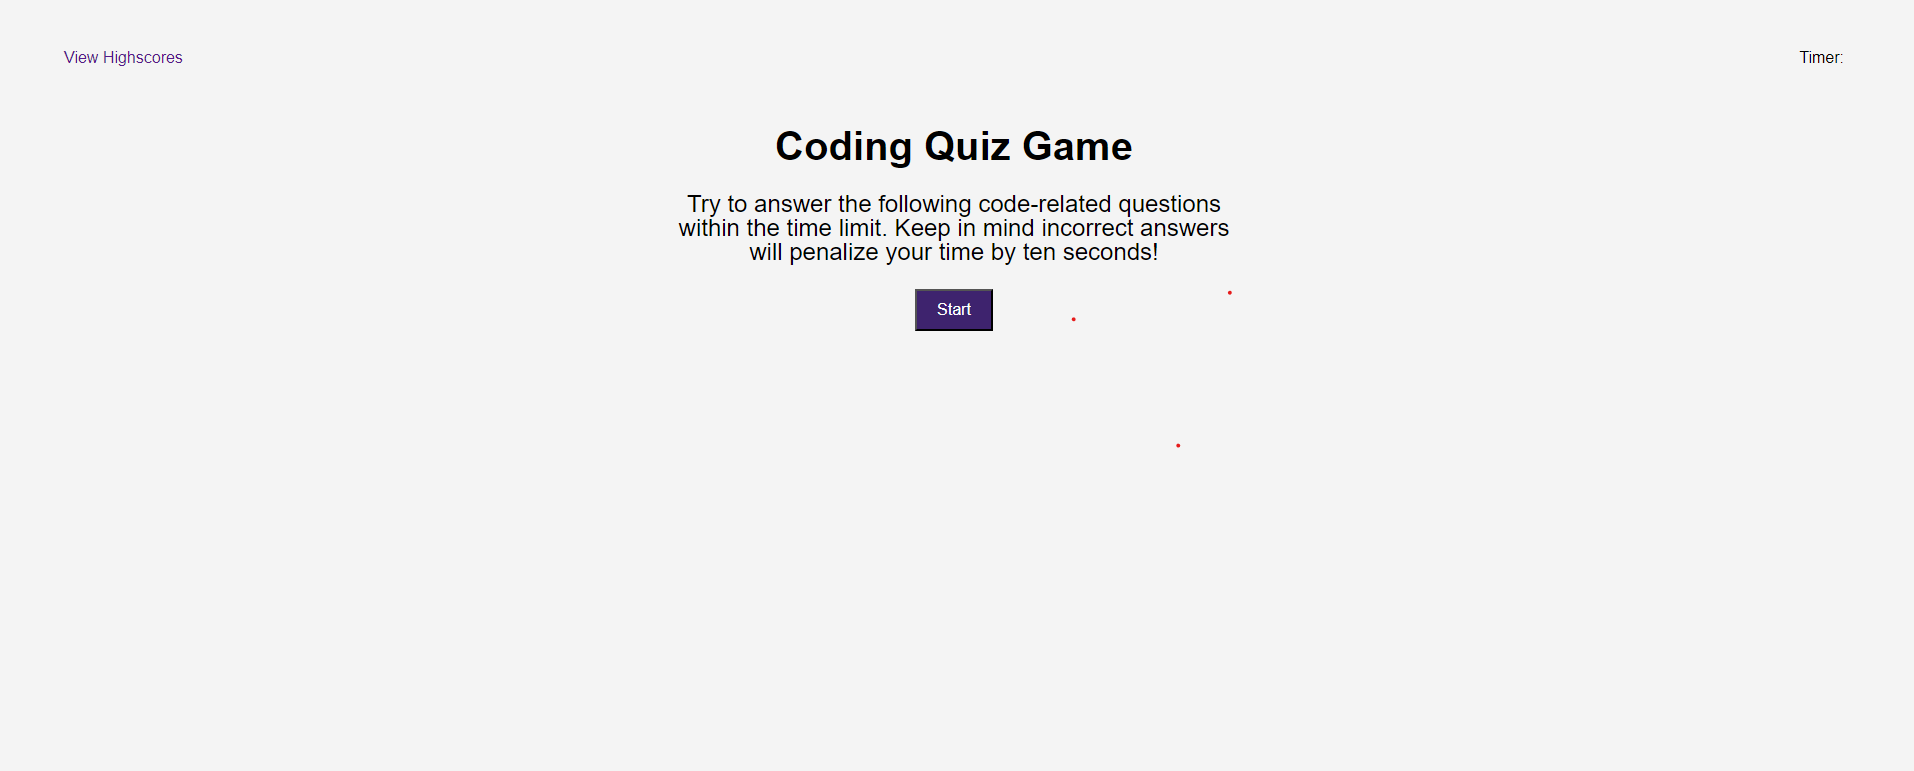 View Highscores
Timer:
Coding Quiz Game
Try to answer the following code-related questions
within the time limit. Keep in mind incorrect answers
will penalize your time by ten seconds!
Start